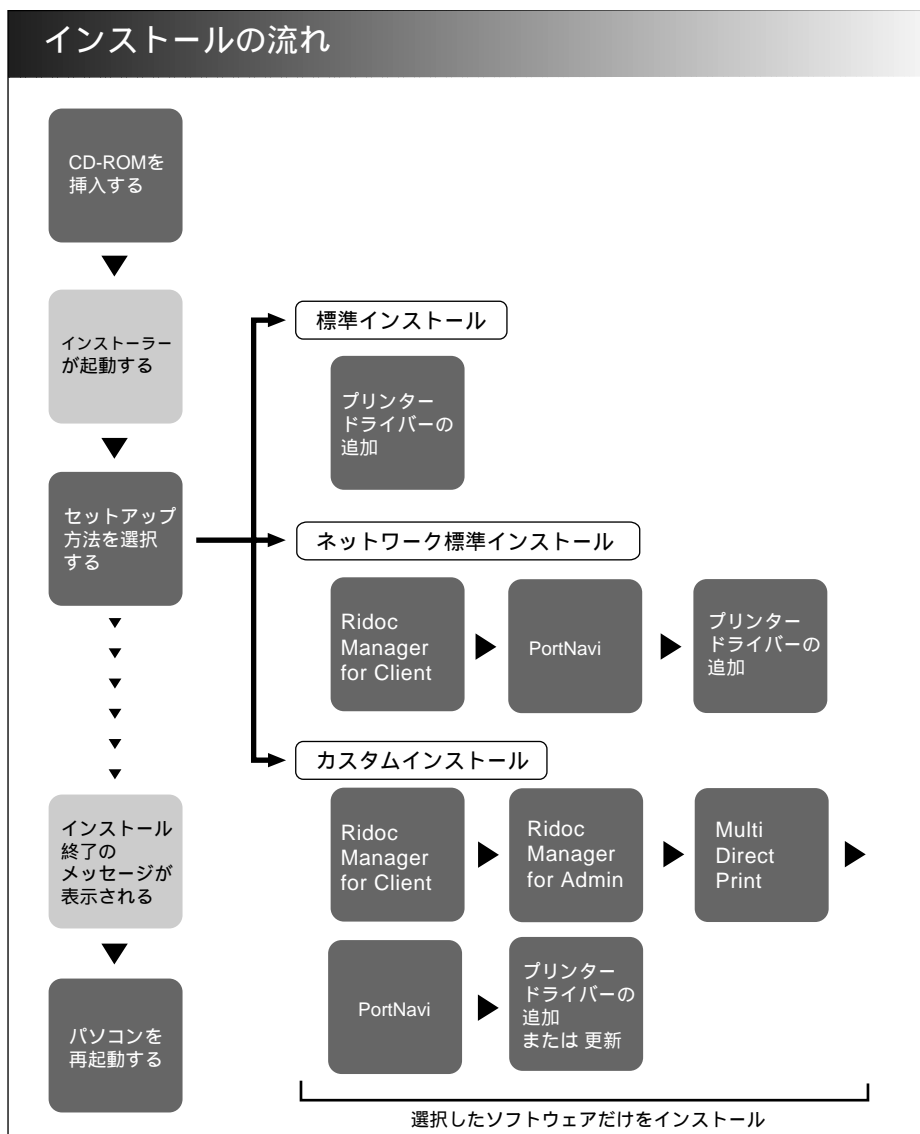 インストールの流れ
CD-ROMを
挿入する
インストーラー
が起動する
セットアップ
方法を選択
する
インストール
終了の
メッセージが
表示される
パソコンを
再起動する
標準インストール
プリンター
ドライバーの
追加
ネットワーク標準インストール
Ridoc
Manager
for Client
PortNavi
プリンター
ドライバーの
追加
カスタムインストール
Ridoc
Manager
for Client
Ridoc
Manager
for Admin
Multi
Direct
Print
PortNavi
プリンター
ドライバーの
追加
または 更新
選択したソフトウェアだけをインストール